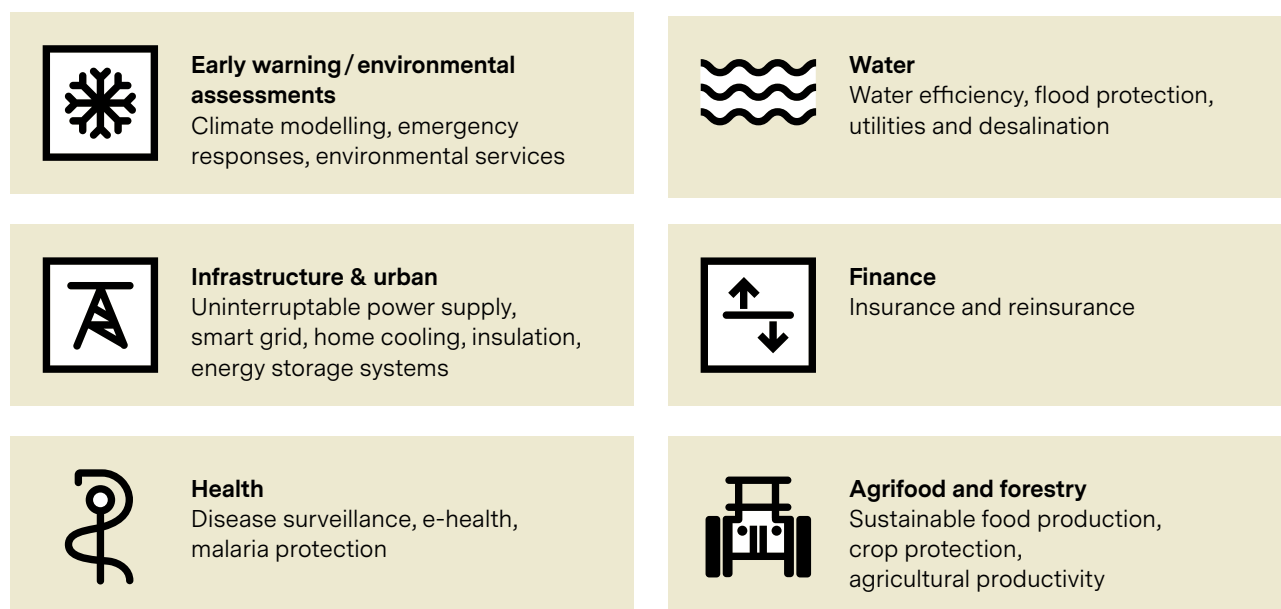 Early warning / environmental
assessments
Climate modelling, emergency
responses, environmental services
Water
Water efficiency, flood protection,
utilities and desalination
Infrastructure & urban
Uninterruptable power supply,
smart grid, home cooling, insulation,
energy storage systems
Finance
Insurance and reinsurance
Health
Disease surveillance, e-health,
malaria protection
Agrifood and forestry
Sustainable food production,
crop protection,
agricultural productivity